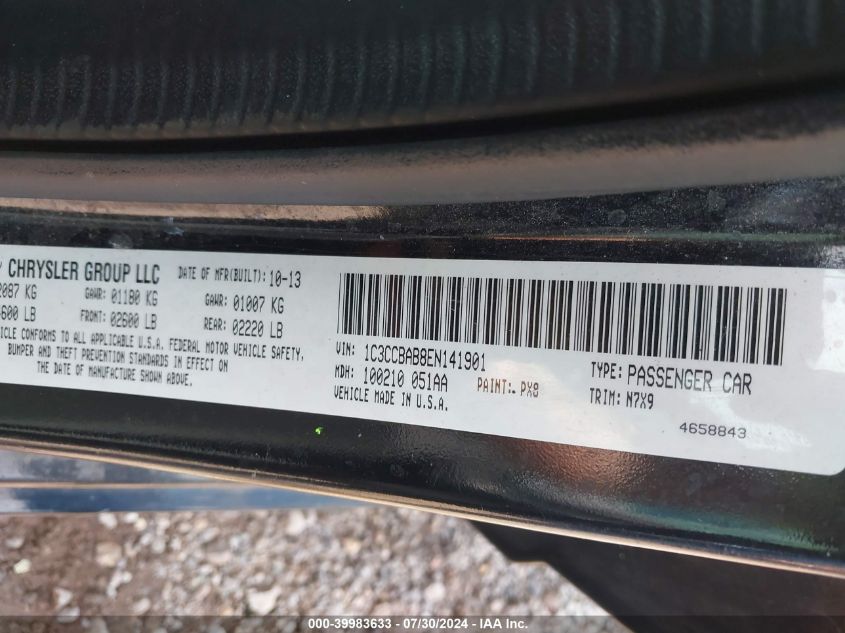 CHRYSLER GROUP LLC
DATE OF MFR(BUILT): 10-13
2087 KG
GAWR: 01180 KG
GAWR: 01007 KG
4600 LB
FRONT: 02600 LB
REAR: 02220 LB
VEHICLE CONFORMS TO ALL APPLICABLE U.S.A. FEDERAL MOTOR VEHICLE SAFETY,
BUMPER AND THEFT PREVENTION STANDARDS IN EFFECT ON
THE DATE OF MANUFACTURE SHOWN ABOVE.
VIN: 1C3CCBAB8EN141901
MDH: 100210 051AA
PAINT: PX8
VEHICLE MADE IN U.S.A.
TYPE: PASSENGER CAR
TRIM: N7X9
4658843
000-39983633 / 07/30/2024 / IAA Inc.